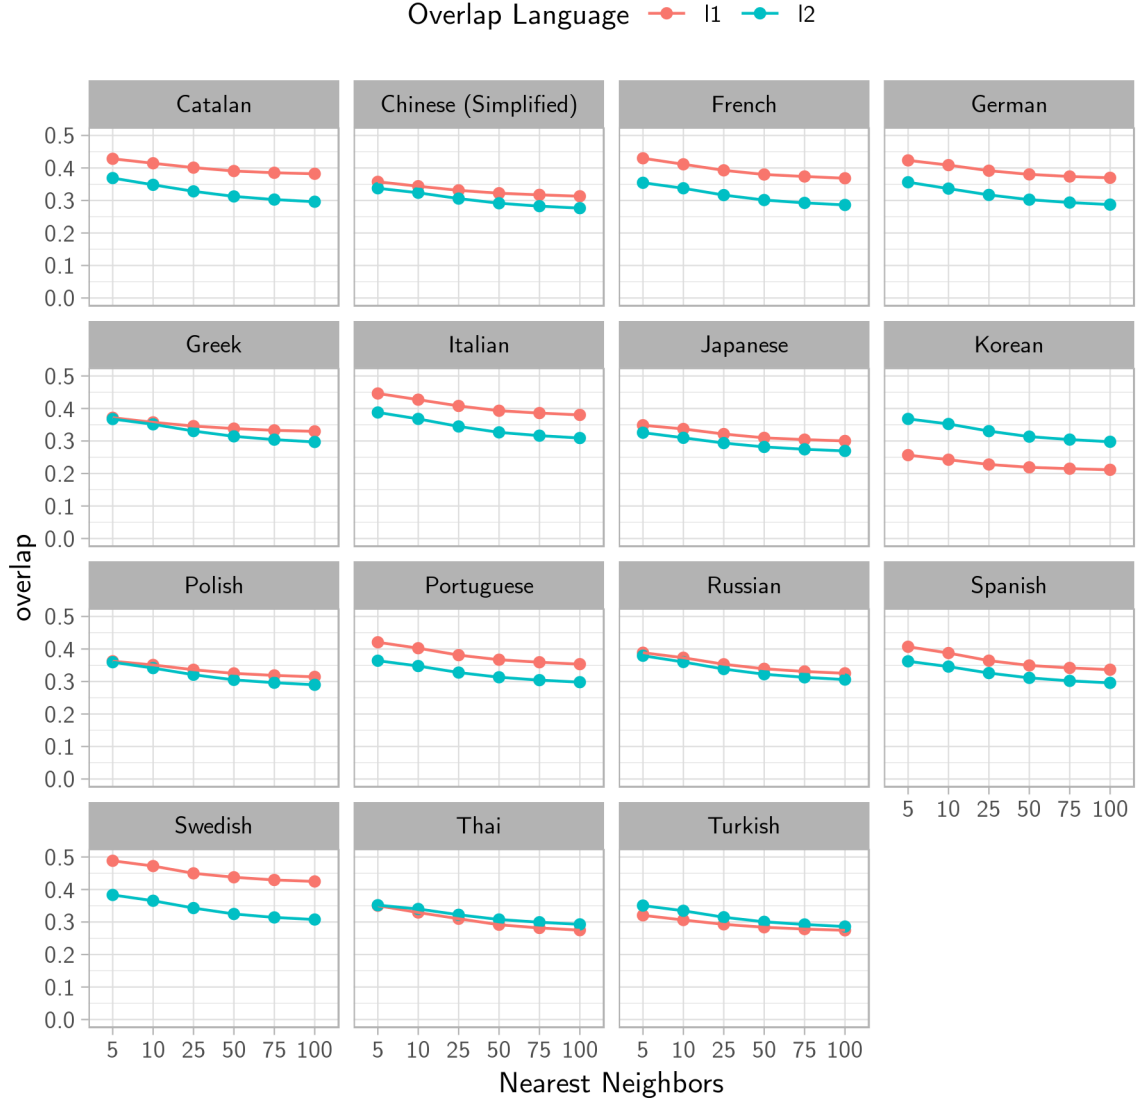 Overlap Language l1 l2
Catalan Chinese (Simplified) French German
0.5
0.4
0.3
0.2
0.1
0.0
Greek Italian Japanese Korean
0.5
0.4
0.3
0.2
0.1
0.0
overlap
Polish Portuguese Russian Spanish
0.5
0.4
0.3
0.2
0.1
0.0
5 10 25 50 75 100
Swedish Thai Turkish
0.5
0.4
0.3
0.2
0.1
0.0
5 10 25 50 75 100 5 10 25 50 75 100 5 10 25 50 75 100
Nearest Neighbors